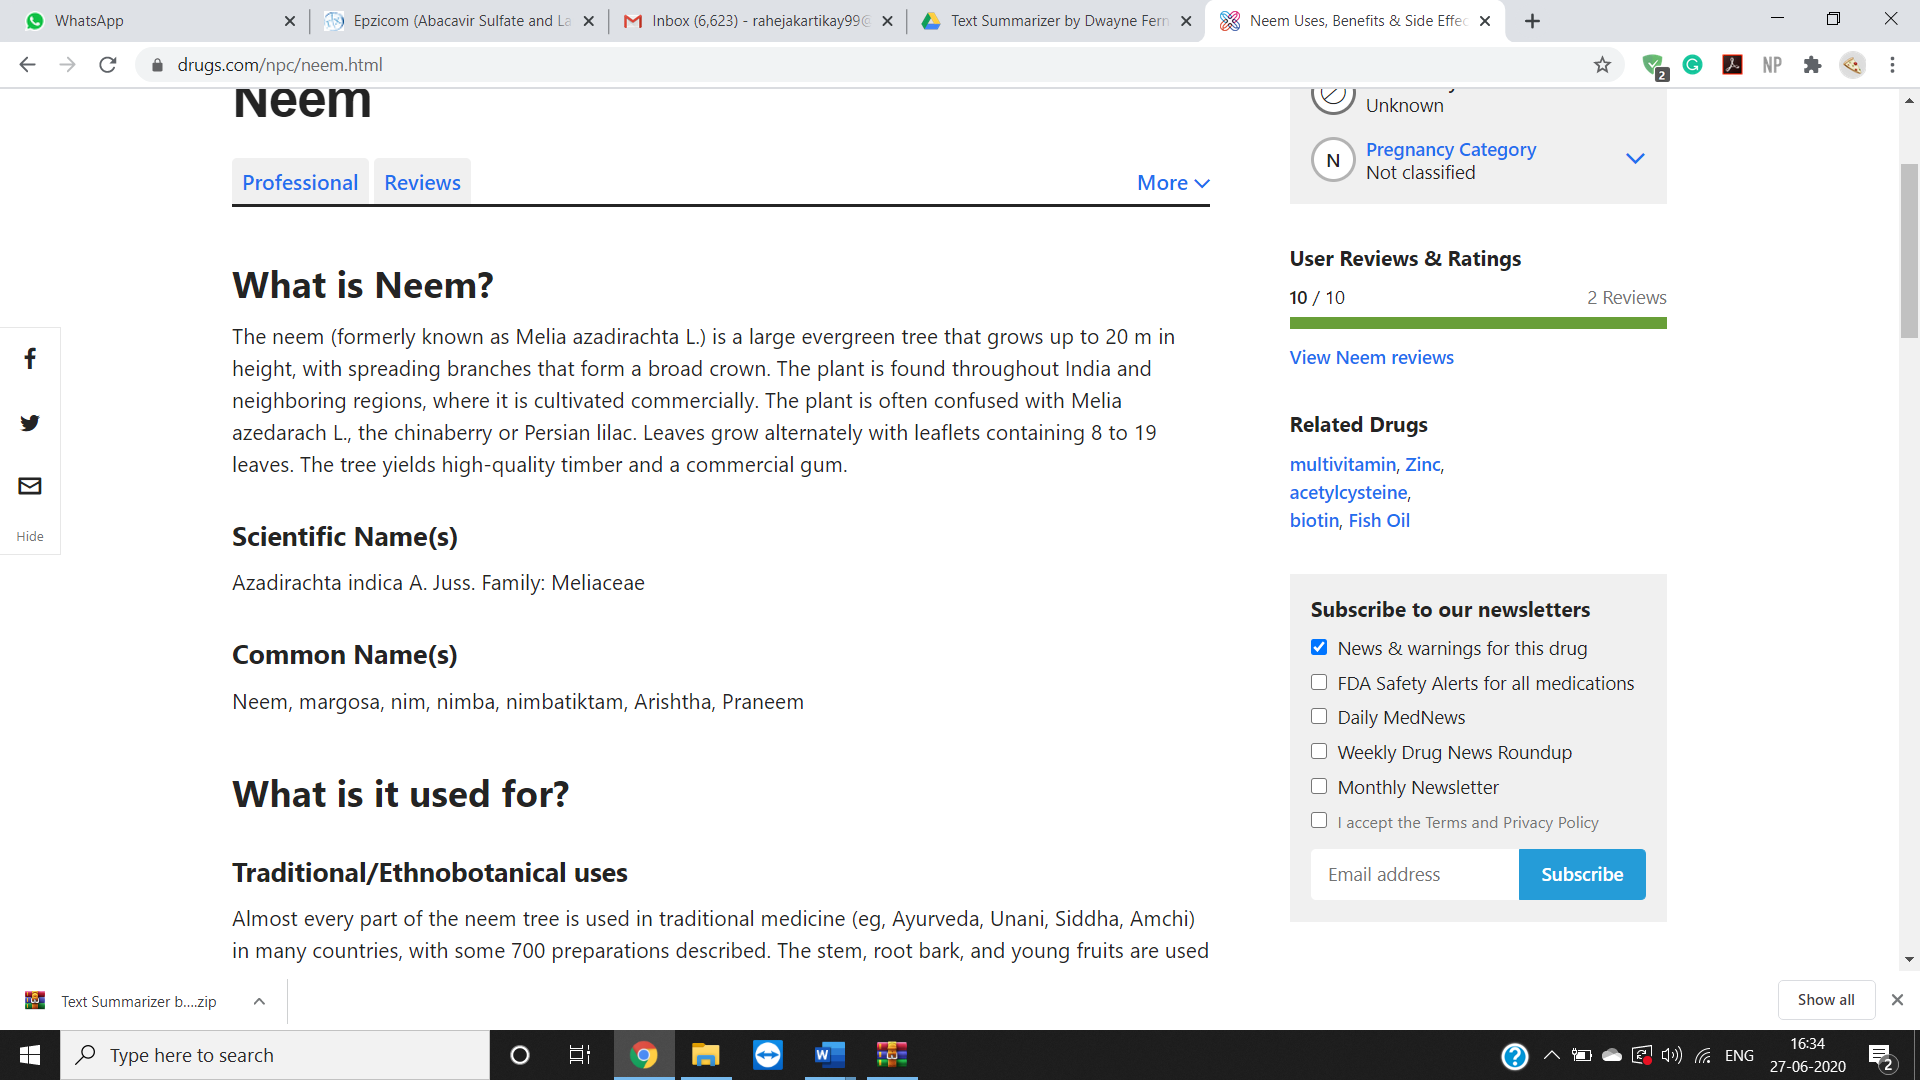 WhatsApp
Epzicom (Abacavir Sulfate and La
Inbox (6,623) - rahejakartikay99@
Text Summarizer by Dwayne Fern
Neem Uses, Benefits & Side Effec
drugs.com/npc/neem.html
2
NP
Neem
Professional
Reviews
More
What is Neem?
The neem (formerly known as Melia azadirachta L.) is a large evergreen tree that grows up to 20 m in
height, with spreading branches that form a broad crown. The plant is found throughout India and
neighboring regions, where it is cultivated commercially. The plant is often confused with Melia
azedarach L., the chinaberry or Persian lilac. Leaves grow alternately with leaflets containing 8 to 19
leaves. The tree yields high-quality timber and a commercial gum.
Scientific Name(s)
Azadirachta indica A. Juss. Family: Meliaceae
Common Name(s)
Neem, margosa, nim, nimba, nimbatiktam, Arishtha, Praneem
What is it used for?
Traditional/Ethnobotanical uses
Almost every part of the neem tree is used in traditional medicine (eg, Ayurveda, Unani, Siddha, Amchi)
in many countries, with some 700 preparations described. The stem, root bark, and young fruits are used
Hide
Unknown
N
Pregnancy Category
Not classified
User Reviews & Ratings
10 / 10
2 Reviews
View Neem reviews
Related Drugs
multivitamin, Zinc,
acetylcysteine,
biotin, Fish Oil
Subscribe to our newsletters
News & warnings for this drug
FDA Safety Alerts for all medications
Daily MedNews
Weekly Drug News Roundup
Monthly Newsletter
I accept the Terms and Privacy Policy
Email address
Subscribe
Text Summarizer b....zip
Show all
Type here to search
ENG
16:34
27-06-2020
2